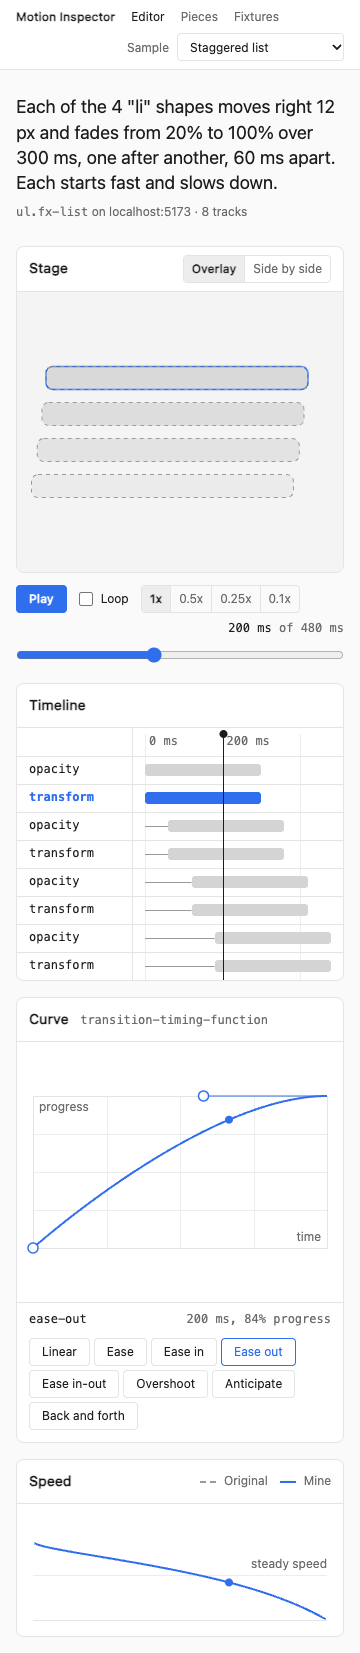 Motion Inspector Editor Pieces Fixtures
Sample Staggered list
Each of the 4 "li" shapes moves right 12
px and fades from 20% to 100% over
300 ms, one after another, 60 ms apart.
Each starts fast and slows down.
ul.fx-list on localhost:5173 · 8 tracks
Stage Overlay Side by side
Play Loop 1x 0.5x 0.25x 0.1x
200 ms of 480 ms
Timeline
0 ms 200 ms
opacity
transform
opacity
transform
opacity
transform
opacity
transform
Curve transition-timing-function
progress
time
ease-out 200 ms, 84% progress
Linear Ease Ease in Ease out
Ease in-out Overshoot Anticipate
Back and forth
Speed Original Mine
steady speed